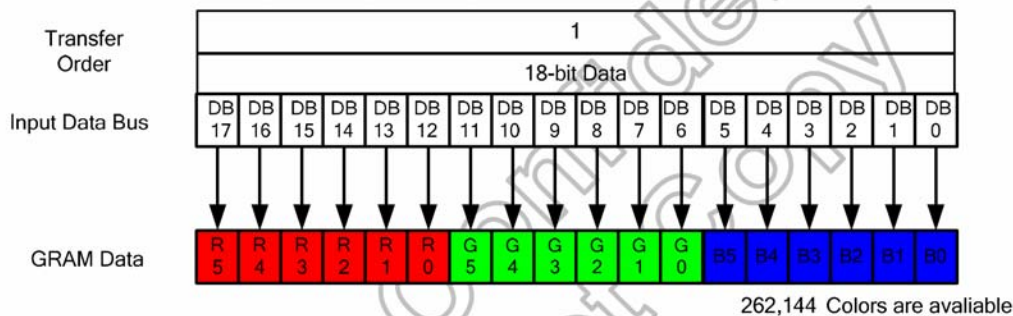 Transfer Order
1
18-bit Data
Input Data Bus
DB 17 DB 16 DB 15 DB 14 DB 13 DB 12 DB 11 DB 10 DB 9 DB 8 DB 7 DB 6 DB 5 DB 4 DB 3 DB 2 DB 1 DB 0
GRAM Data
R 5 R 4 R 3 R 2 R 1 R 0 G 5 G 4 G 3 G 2 G 1 G 0 B5 B4 B3 B2 B1 B0
262,144 Colors are avaliable